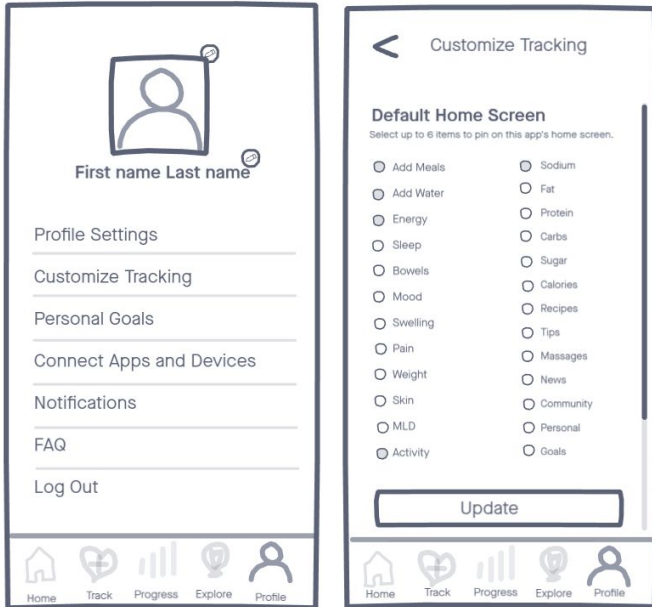 First name Last name
Profile Settings
Customize Tracking
Personal Goals
Connect Apps and Devices
Notifications
FAQ
Log Out
Home Track Progress Explore Profile
Customize Tracking
Default Home Screen
Select up to 6 items to pin on this app's home screen.
Add Meals
Add Water
Energy
Sleep
Bowels
Mood
Swelling
Pain
Weight
Skin
MLD
Activity
Sodium
Fat
Protein
Carbs
Sugar
Calories
Recipes
Tips
Massages
News
Community
Personal
Goals
Update
Home Track Progress Explore Profile